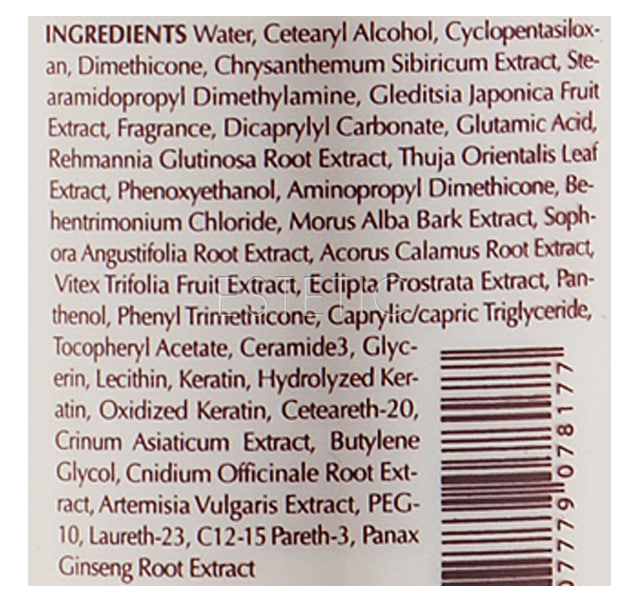 INGREDIENTS Water, Cetearyl Alcohol, Cyclopentasilox-
an, Dimethicone, Chrysanthemum Sibiricum Extract, Ste-
aramidopropyl Dimethylamine, Gleditsia Japonica Fruit
Extract, Fragrance, Dicaprylyl Carbonate, Glutamic Acid,
Rehmannia Glutinosa Root Extract, Thuja Orientalis Leaf
Extract, Phenoxyethanol, Aminopropyl Dimethicone, Be-
hentrimonium Chloride, Morus Alba Bark Extract, Soph-
ora Angustifolia Root Extract, Acorus Calamus Root Extract,
Vitex Trifolia Fruit Extract, Eclipta Prostrata Extract, Pan-
thenol, Phenyl Trimethicone, Caprylic/capric Triglyceride,
Tocopheryl Acetate, Ceramide3, Glyc-
erin, Lecithin, Keratin, Hydrolyzed Ker-
atin, Oxidized Keratin, Ceteareth-20,
Crinum Asiaticum Extract, Butylene
Glycol, Cnidium Officinale Root Ext-
ract, Artemisia Vulgaris Extract, PEG-
10, Laureth-23, C12-15 Pareth-3, Panax
Ginseng Root Extract